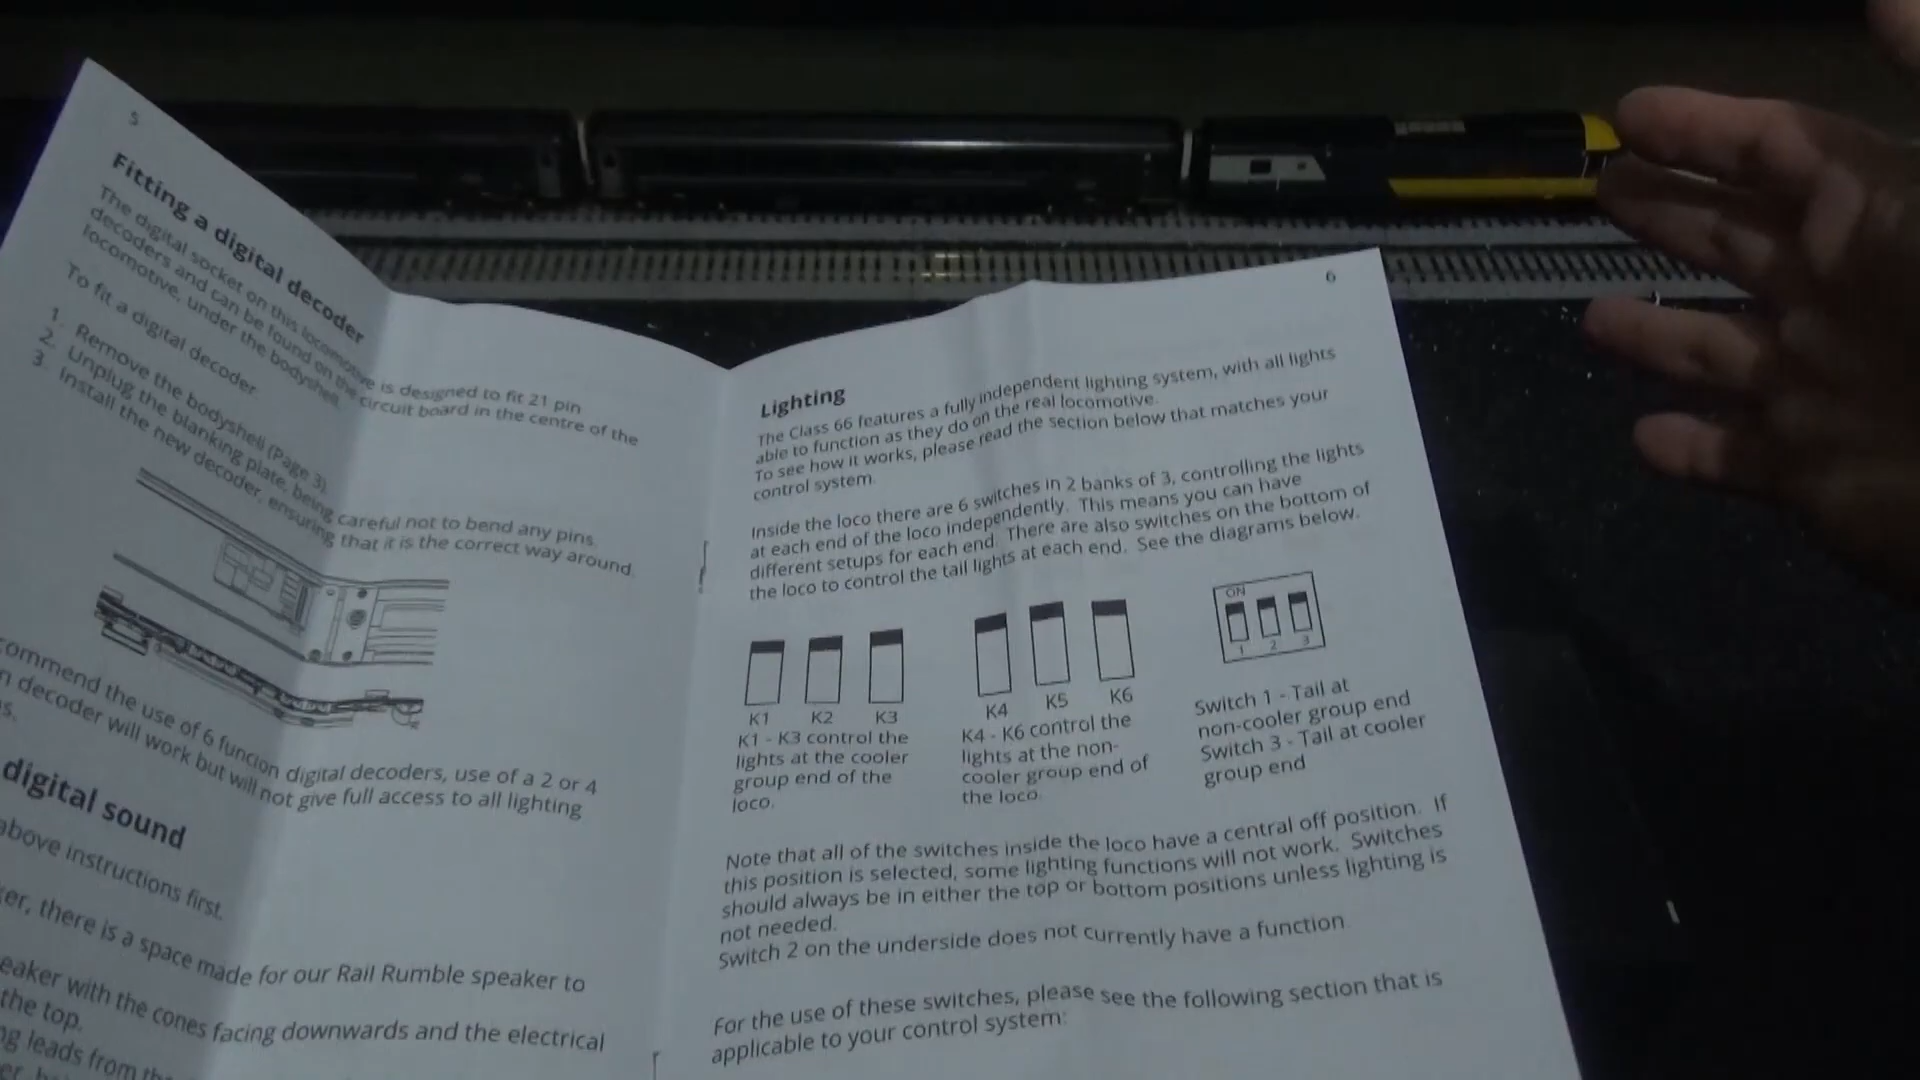 5
Fitting a digital decoder
The digital socket on this locomotive is designed to fit 21 pin
decoders and can be found on the circuit board in the centre of the
locomotive, under the bodyshell.
To fit a digital decoder
1. Remove the bodyshell (Page 3).
2. Unplug the blanking plate, being careful not to bend any pins.
3. Install the new decoder, ensuring that it is the correct way around.
commend the use of 6 funcion digital decoders, use of a 2 or 4
n decoder will work but will not give full access to all lighting
s.
digital sound
above instructions first.
ker, there is a space made for our Rail Rumble speaker to
eaker with the cones facing downwards and the electrical
the top.
ng leads from the
6
Lighting
The Class 66 features a fully independent lighting system, with all lights
able to function as they do on the real locomotive.
To see how it works, please read the section below that matches your
control system.
Inside the loco there are 6 switches in 2 banks of 3, controlling the lights
at each end of the loco independently. This means you can have
different setups for each end. There are also switches on the bottom of
the loco to control the tail lights at each end. See the diagrams below.
K1 K2 K3
K1 - K3 control the
lights at the cooler
group end of the
loco.
K4 K5 K6
K4 - K6 control the
lights at the non-
cooler group end of
the loco.
ON
1 2 3
Switch 1 - Tail at
non-cooler group end
Switch 3 - Tail at cooler
group end
Note that all of the switches inside the loco have a central off position. If
this position is selected, some lighting functions will not work. Switches
should always be in either the top or bottom positions unless lighting is
not needed.
Switch 2 on the underside does not currently have a function
For the use of these switches, please see the following section that is
applicable to your control system: